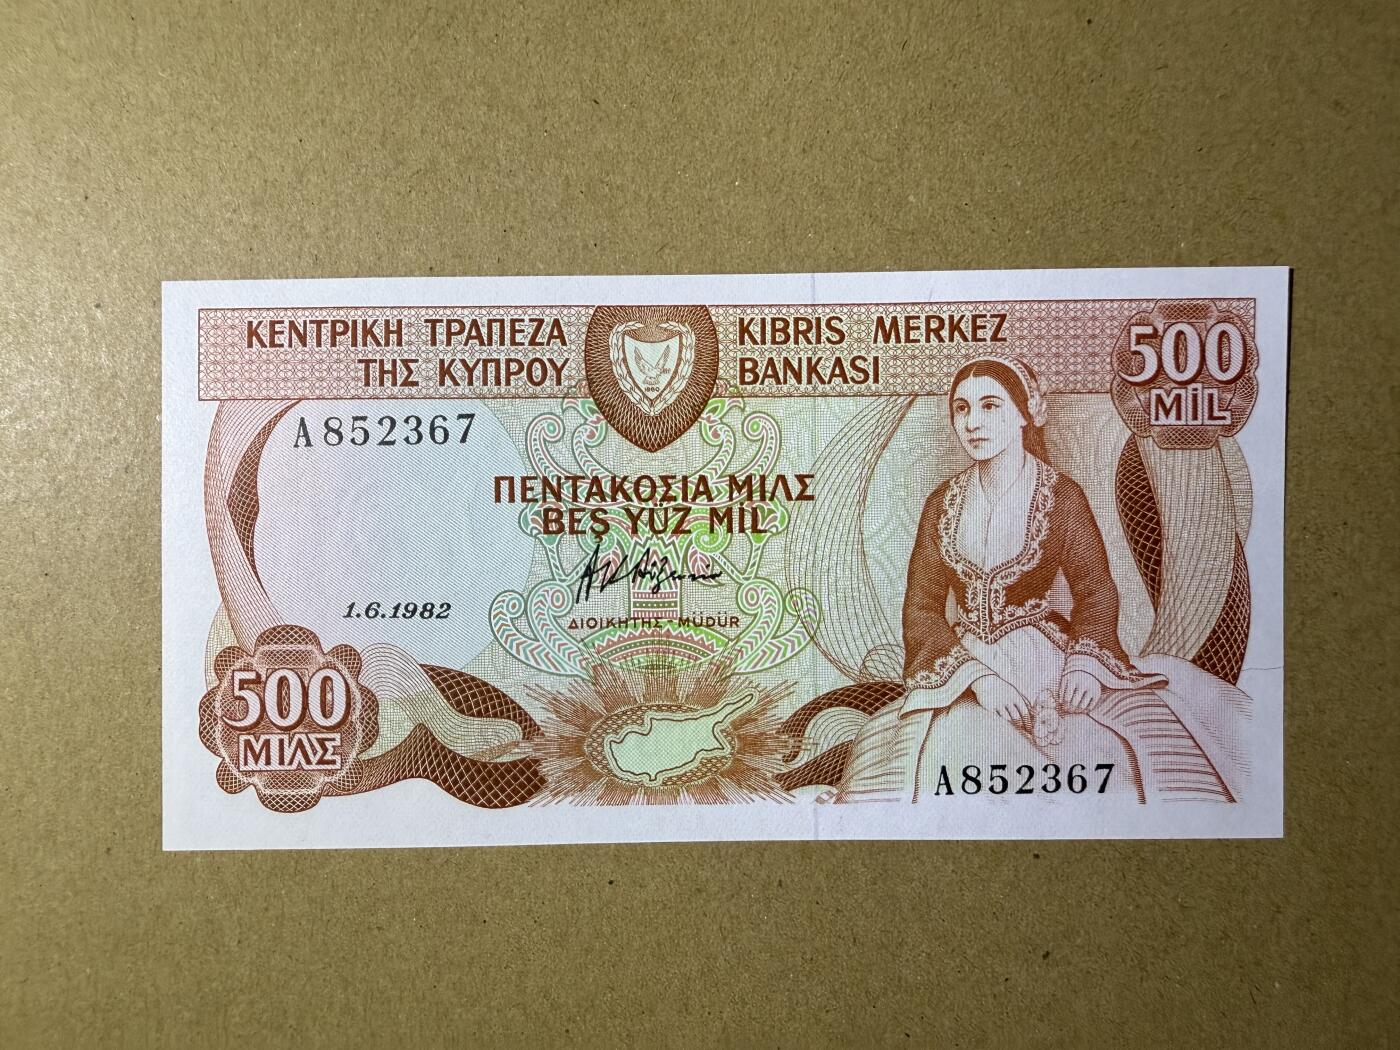 ΚΕΝΤΡΙΚΗ ΤΡΑΠΕΖΑ
ΤΗΣ ΚΥΠΡΟΥ
KIBRIS MERKEZ
BANKASI
500
MİL
1960
A852367
ΠΕΝΤΑΚΟΣΙΑ ΜΙΛΣ
BEŞ YÜZ MİL
1.6.1982
ΔΙΟΙΚΗΤΗΣ - MÜDÜR
500
ΜΙΛΣ
A852367